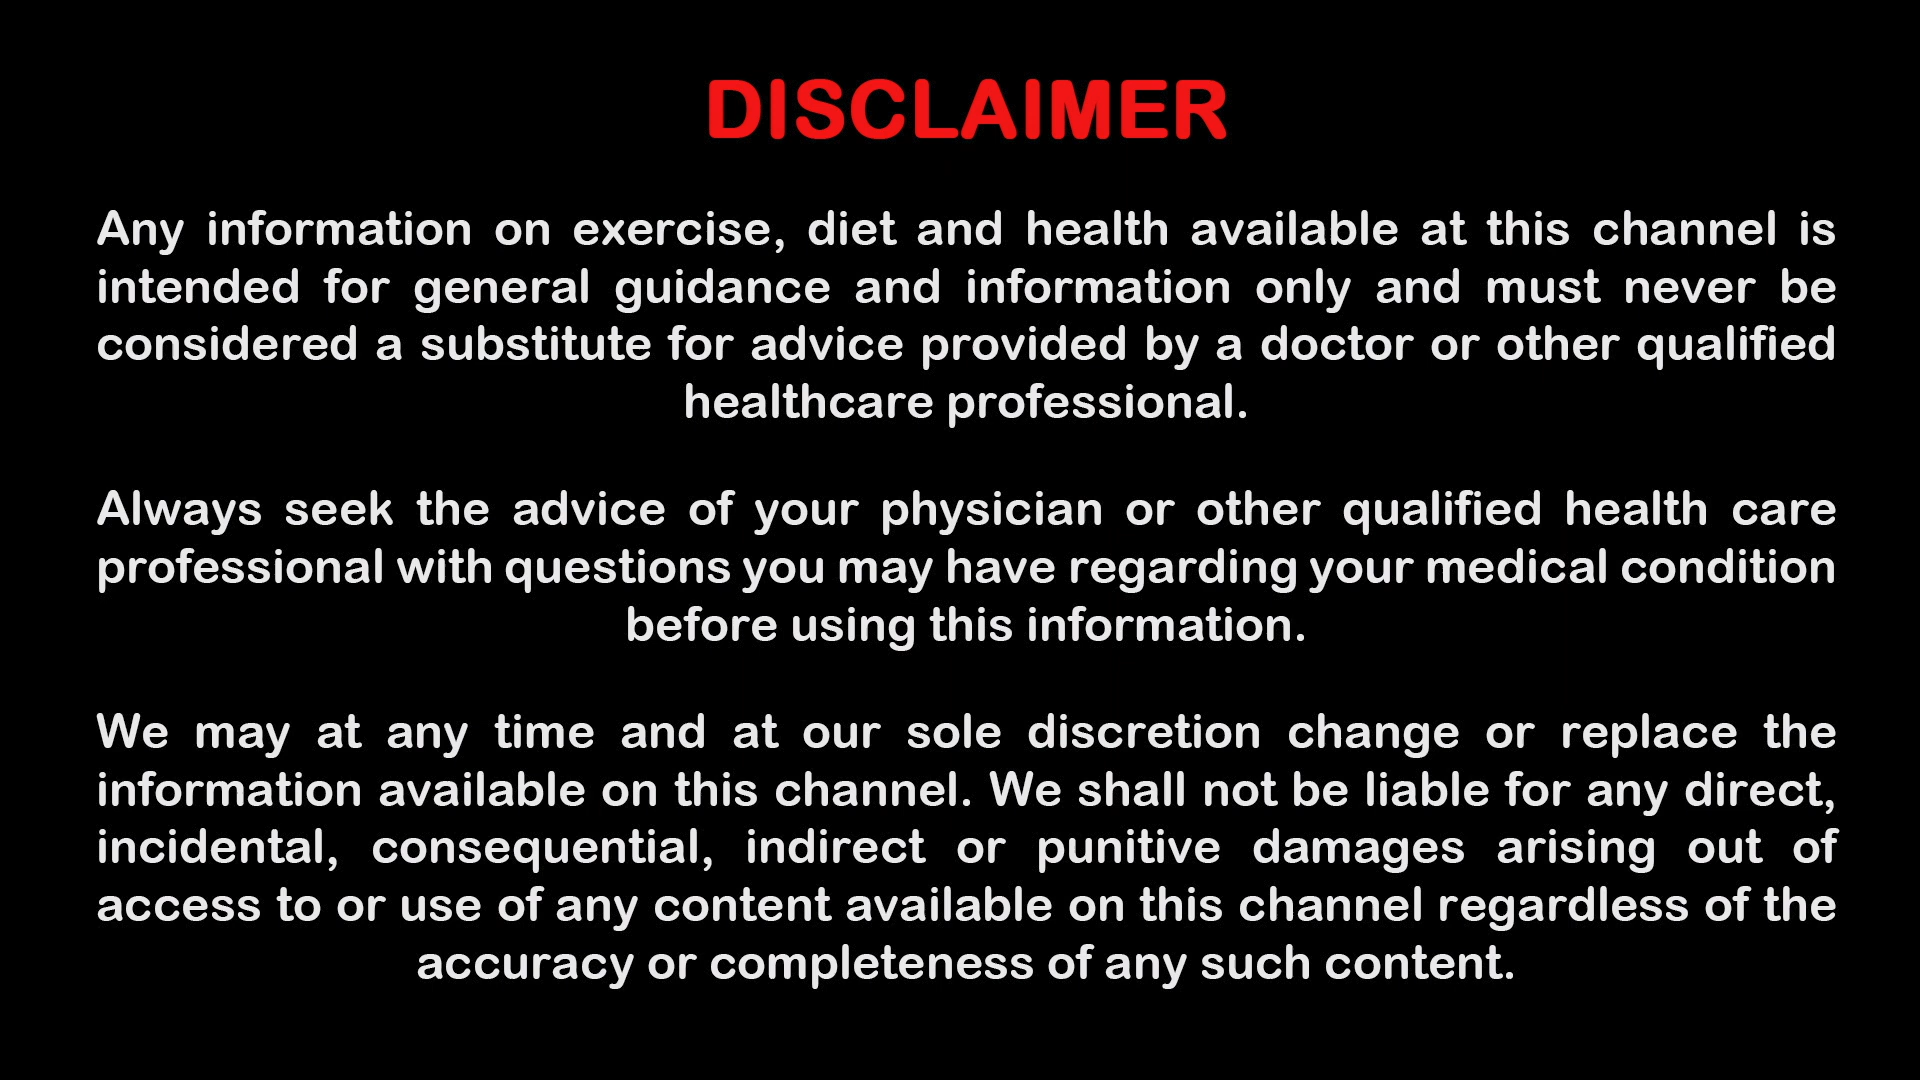 DISCLAIMER
Any information on exercise, diet and health available at this channel is
intended for general guidance and information only and must never be
considered a substitute for advice provided by a doctor or other qualified
healthcare professional.
Always seek the advice of your physician or other qualified health care
professional with questions you may have regarding your medical condition
before using this information.
We may at any time and at our sole discretion change or replace the
information available on this channel. We shall not be liable for any direct,
incidental, consequential, indirect or punitive damages arising out of
access to or use of any content available on this channel regardless of the
accuracy or completeness of any such content.